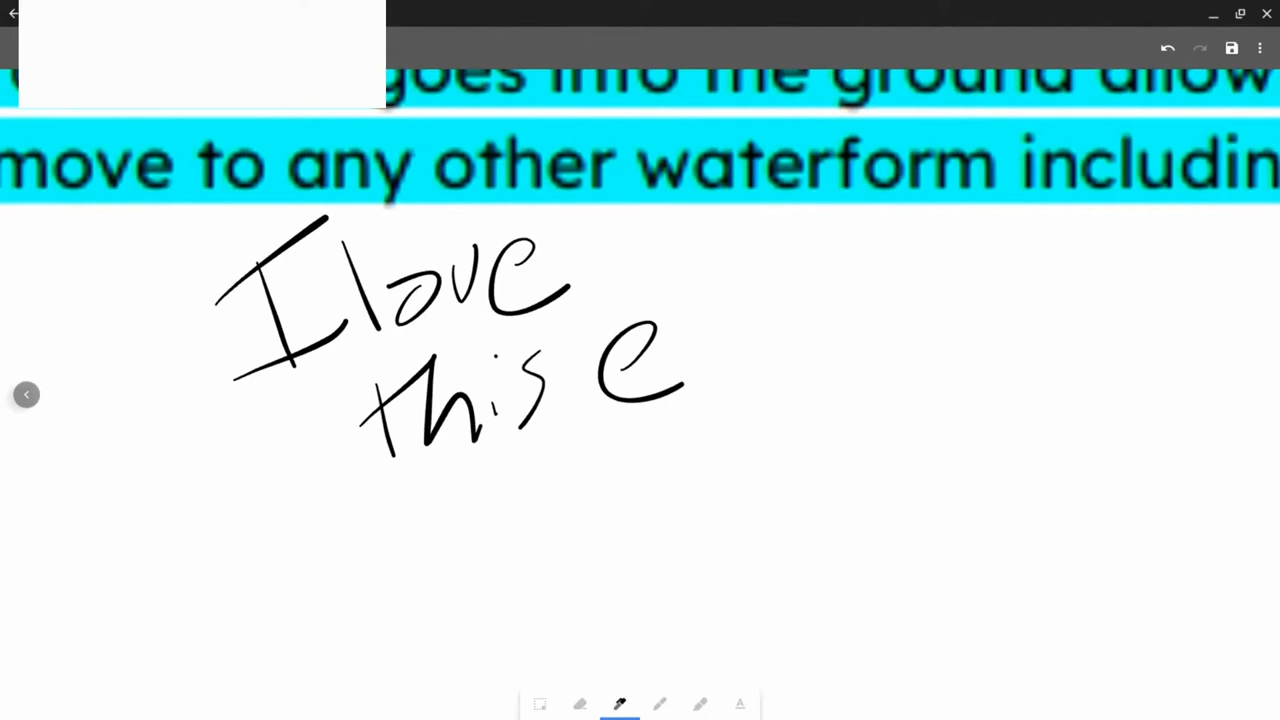 goes into the ground allow
move to any other waterform includin
I love
this e